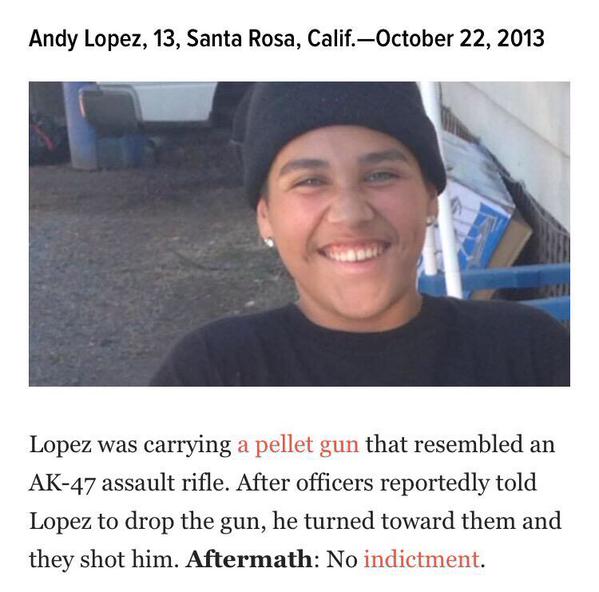 Andy Lopez, 13, Santa Rosa, Calif.—October 22, 2013
Lopez was carrying a pellet gun that resembled an
AK-47 assault rifle. After officers reportedly told
Lopez to drop the gun, he turned toward them and
they shot him. Aftermath: No indictment.